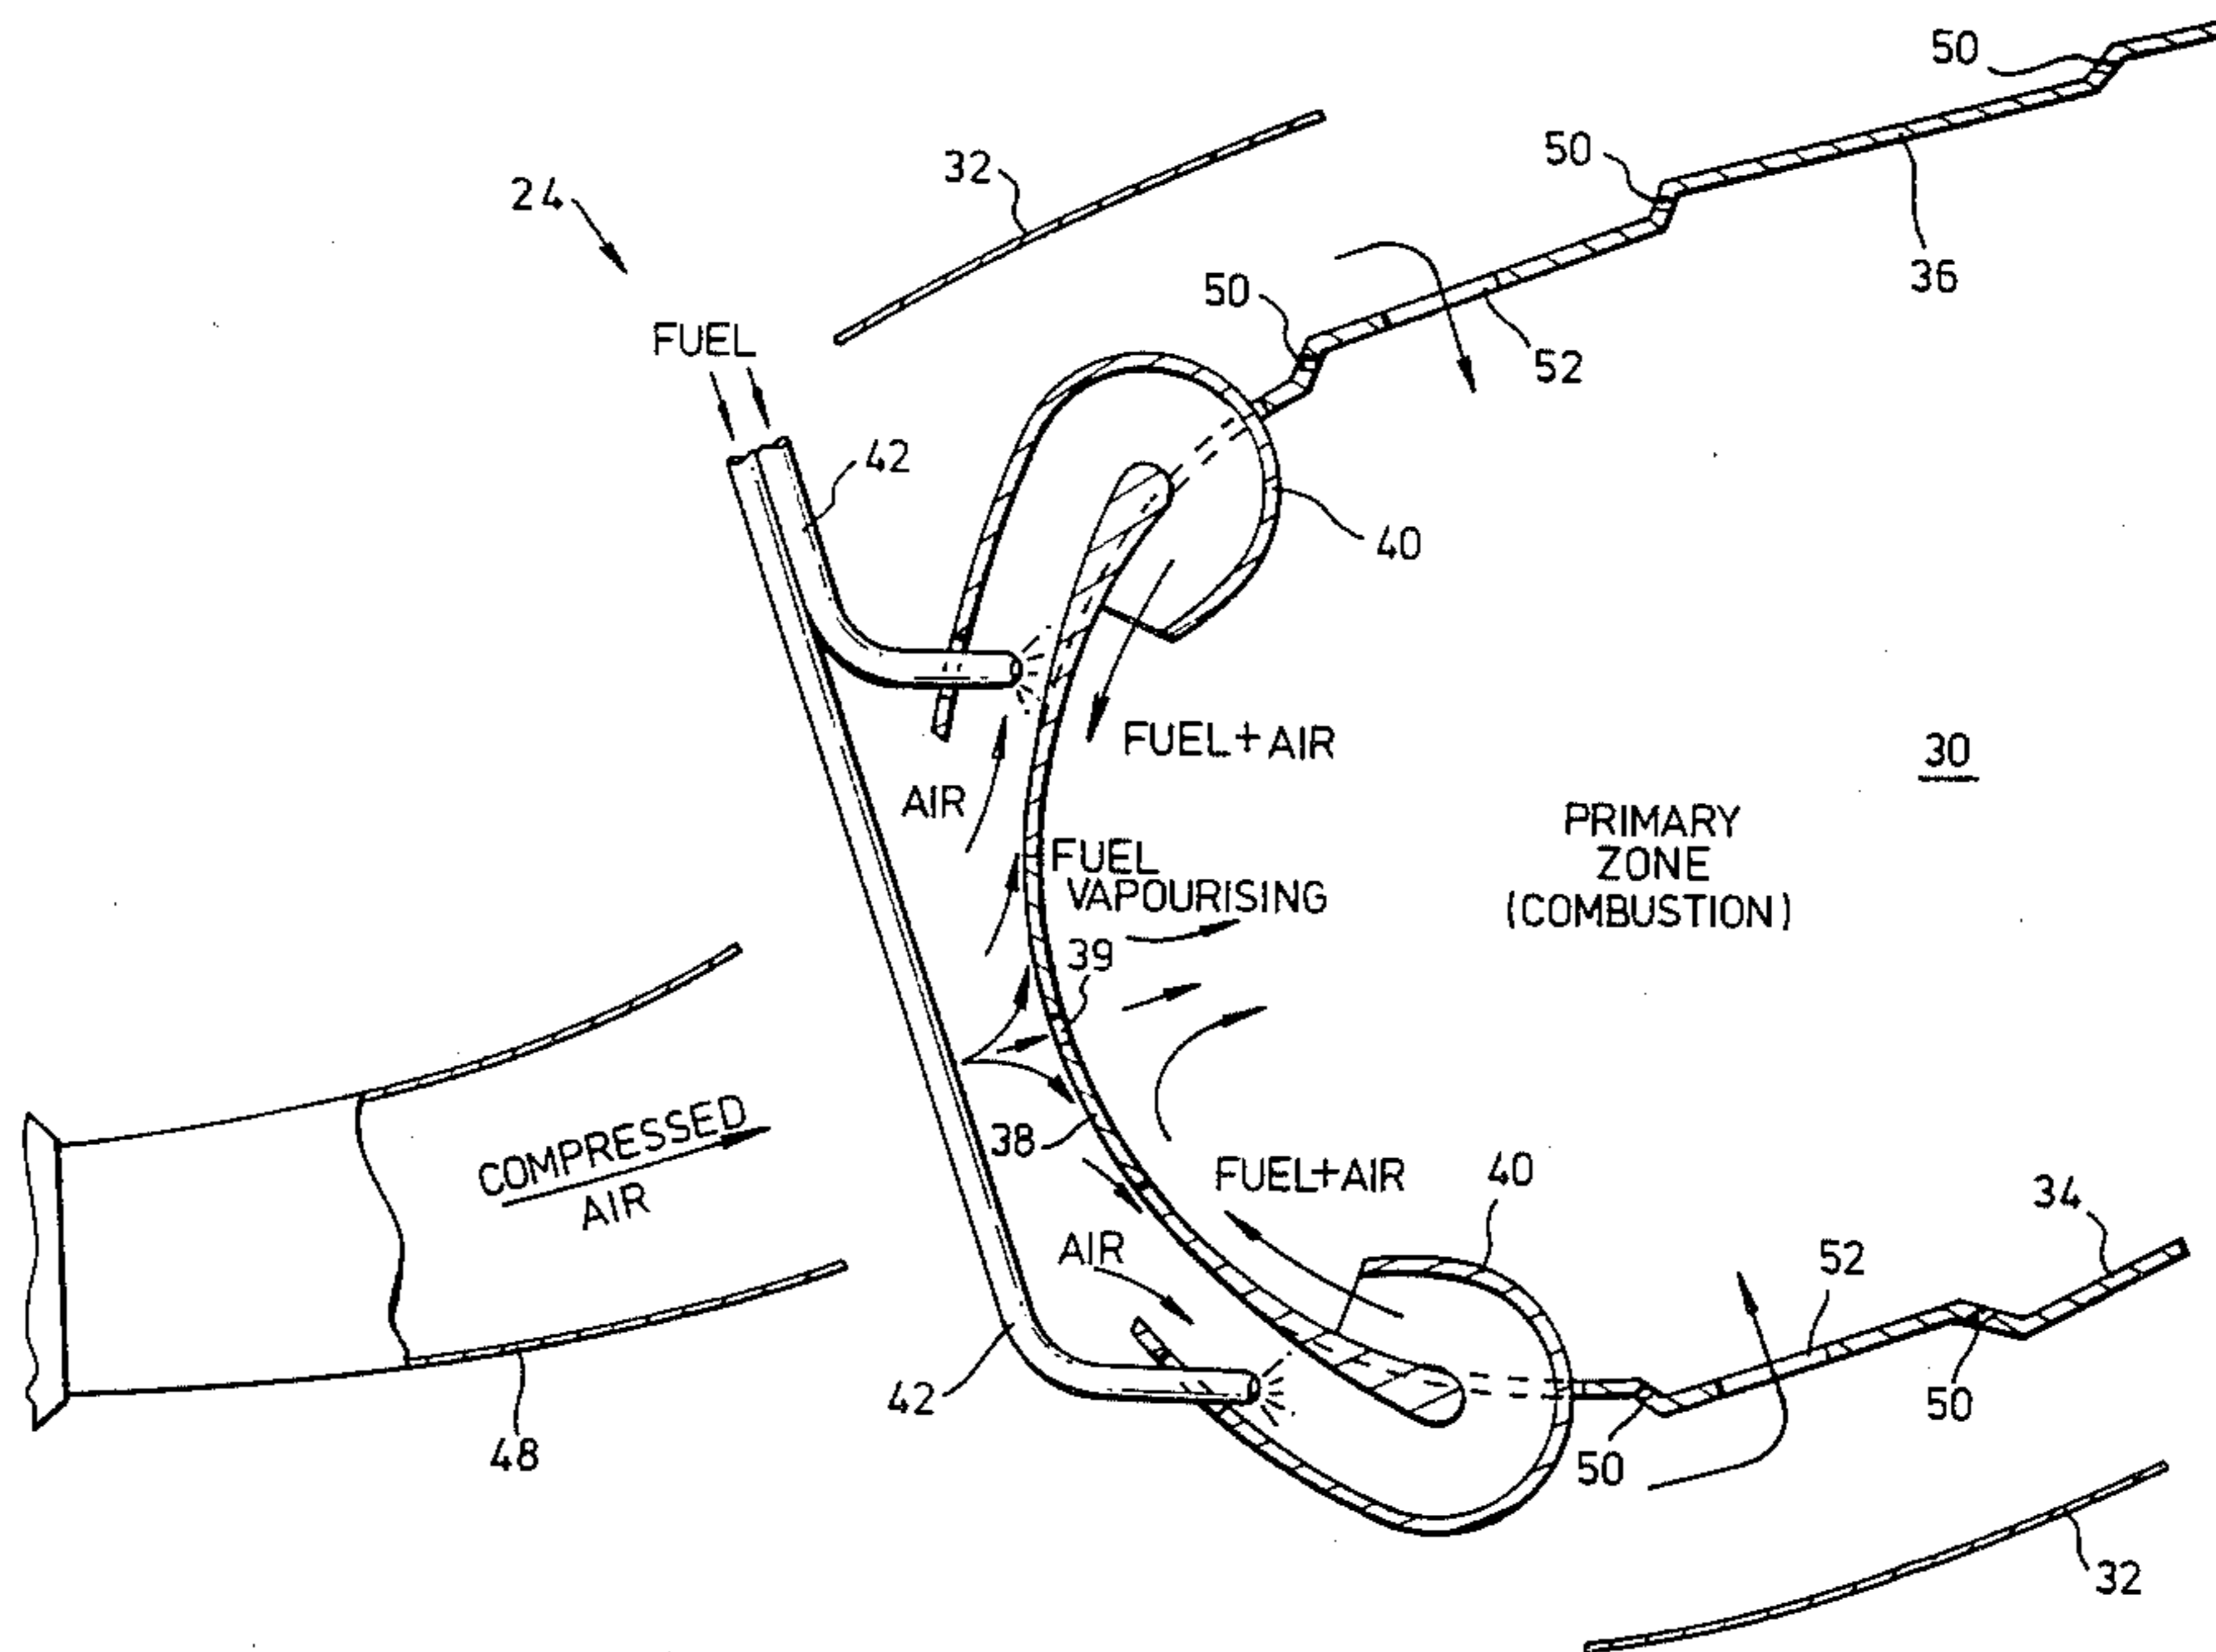 50
50
32
24
36
50
FUEL
52
42
40
FUEL+AIR
30
AIR
PRIMARY
ZONE
(COMBUSTION)
FUEL
VAPOURISING
39
COMPRESSED
AIR
38
FUEL+AIR
40
34
AIR
52
42
50
48
50
32